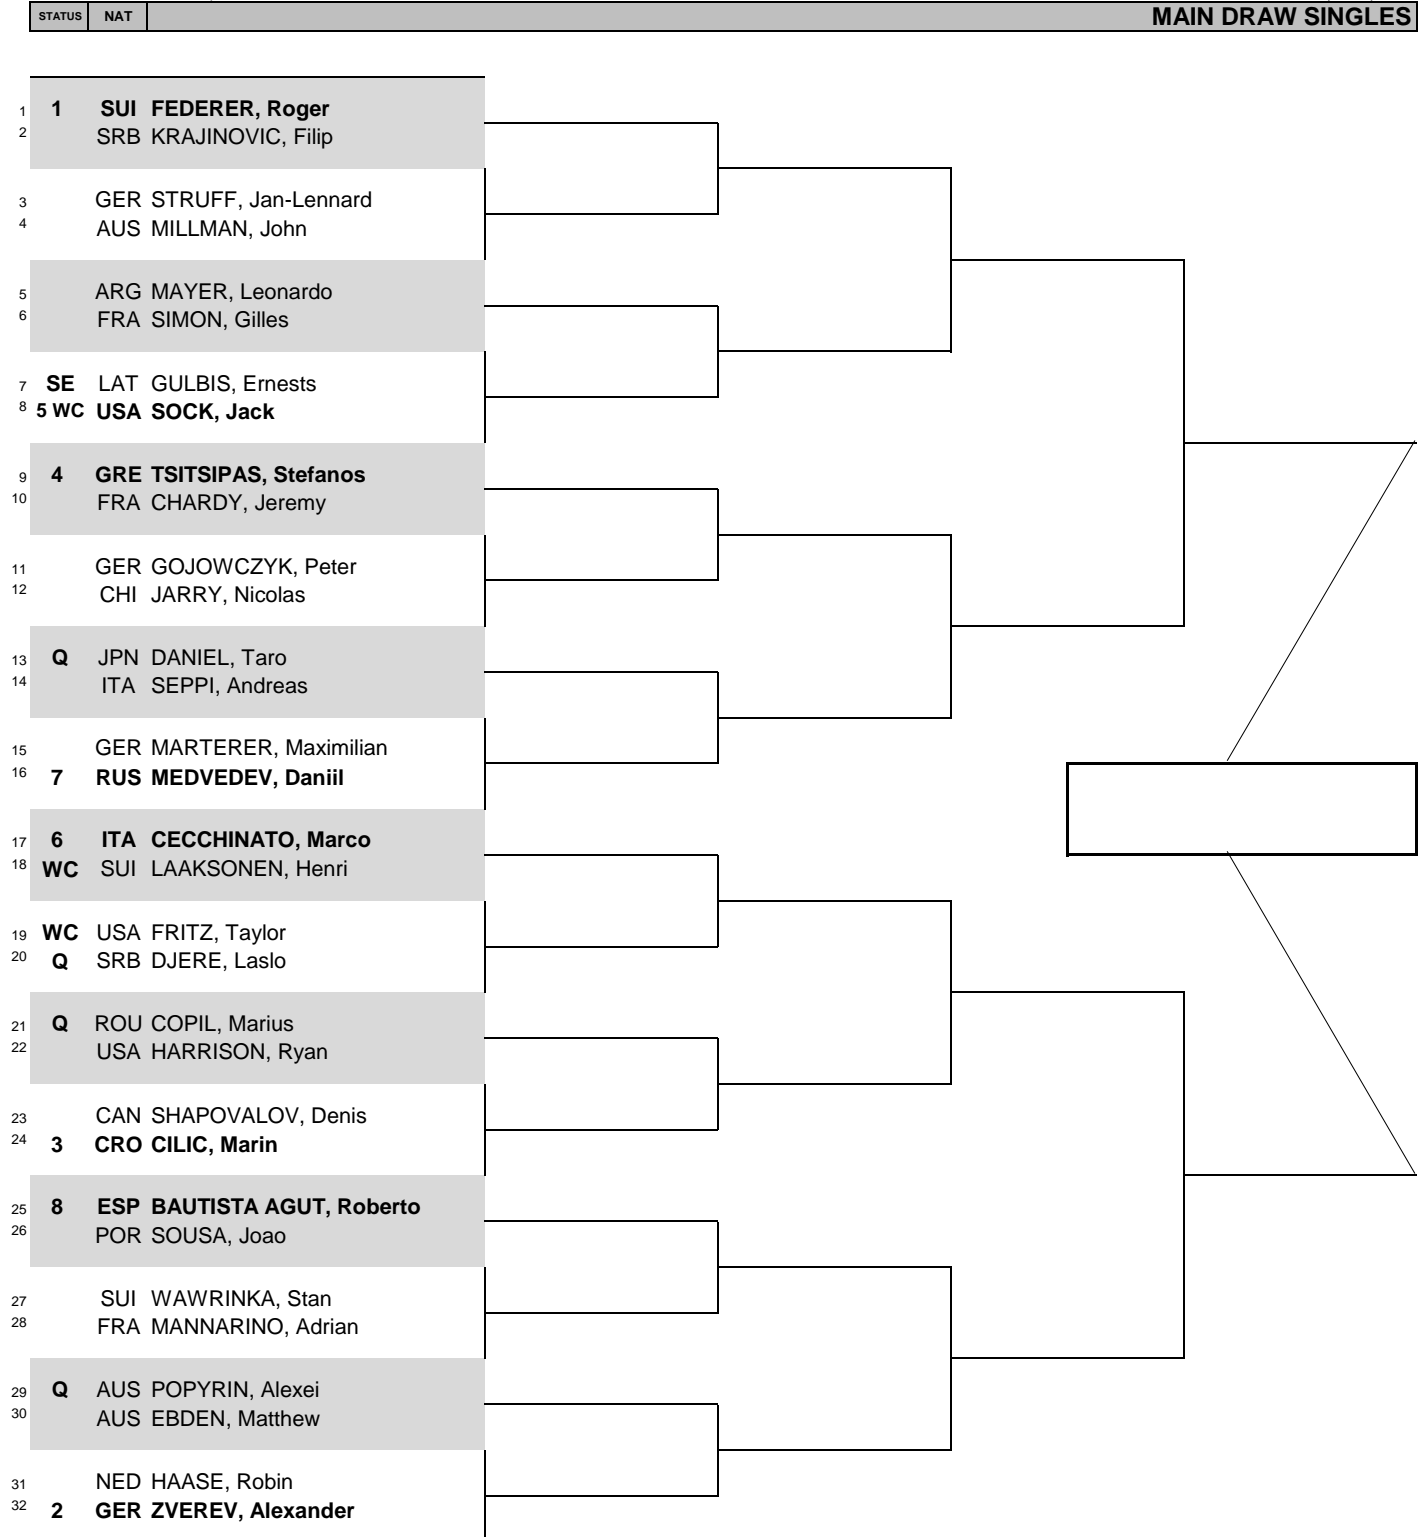 STATUS NAT MAIN DRAW SINGLES
1 1 SUI FEDERER, Roger
2 SRB KRAJINOVIC, Filip
3 GER STRUFF, Jan-Lennard
4 AUS MILLMAN, John
5 ARG MAYER, Leonardo
6 FRA SIMON, Gilles
7 SE LAT GULBIS, Ernests
8 5 WC USA SOCK, Jack
9 4 GRE TSITSIPAS, Stefanos
10 FRA CHARDY, Jeremy
11 GER GOJOWCZYK, Peter
12 CHI JARRY, Nicolas
13 Q JPN DANIEL, Taro
14 ITA SEPPI, Andreas
15 GER MARTERER, Maximilian
16 7 RUS MEDVEDEV, Daniil
17 6 ITA CECCHINATO, Marco
18 WC SUI LAAKSONEN, Henri
19 WC USA FRITZ, Taylor
20 Q SRB DJERE, Laslo
21 Q ROU COPIL, Marius
22 USA HARRISON, Ryan
23 CAN SHAPOVALOV, Denis
24 3 CRO CILIC, Marin
25 8 ESP BAUTISTA AGUT, Roberto
26 POR SOUSA, Joao
27 SUI WAWRINKA, Stan
28 FRA MANNARINO, Adrian
29 Q AUS POPYRIN, Alexei
30 AUS EBDEN, Matthew
31 NED HAASE, Robin
32 2 GER ZVEREV, Alexander